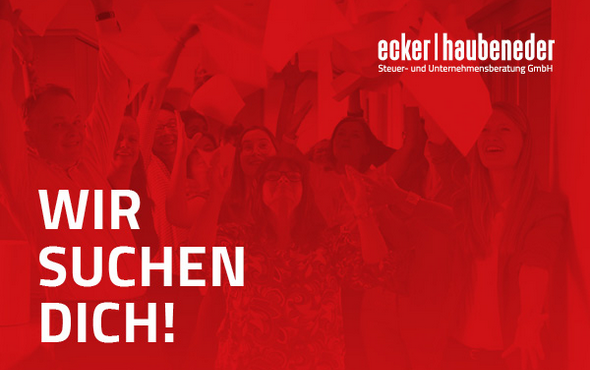 ecker|haubeneder
Steuer- und Unternehmensberatung GmbH
WIR
SUCHEN
DICH!